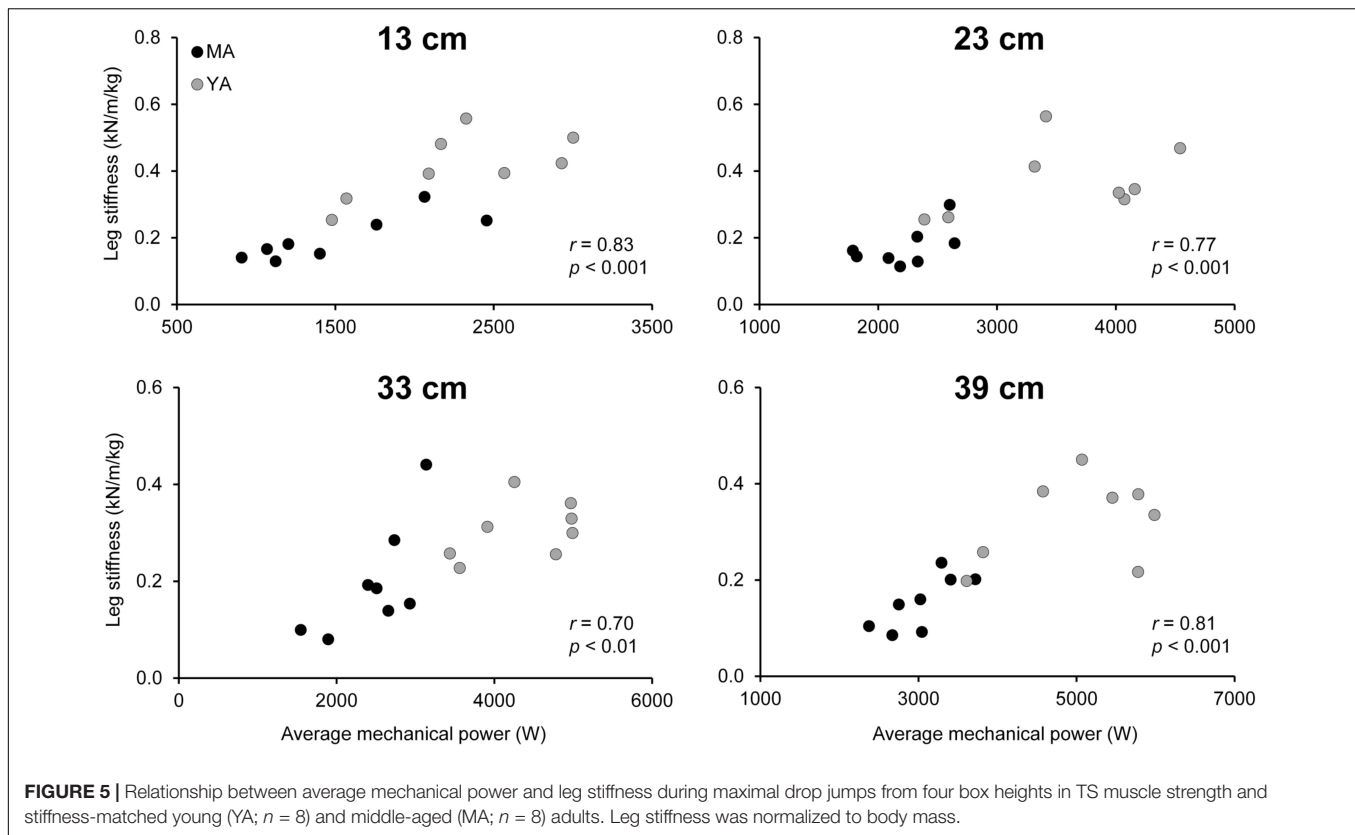 13 cm
MA
YA
Leg stiffness (kN/m/kg)
0.8
0.6
0.4
0.2
0.0
500
1500
2500
3500
r = 0.83
p < 0.001
23 cm
0.8
0.6
0.4
0.2
0.0
1000
2000
3000
4000
5000
r = 0.77
p < 0.001
33 cm
Leg stiffness (kN/m/kg)
0.6
0.4
0.2
0.0
0
2000
4000
6000
r = 0.70
p < 0.01
Average mechanical power (W)
39 cm
0.6
0.4
0.2
0.0
1000
3000
5000
7000
r = 0.81
p < 0.001
Average mechanical power (W)
FIGURE 5 | Relationship between average mechanical power and leg stiffness during maximal drop jumps from four box heights in TS muscle strength and
stiffness-matched young (YA; n = 8) and middle-aged (MA; n = 8) adults. Leg stiffness was normalized to body mass.